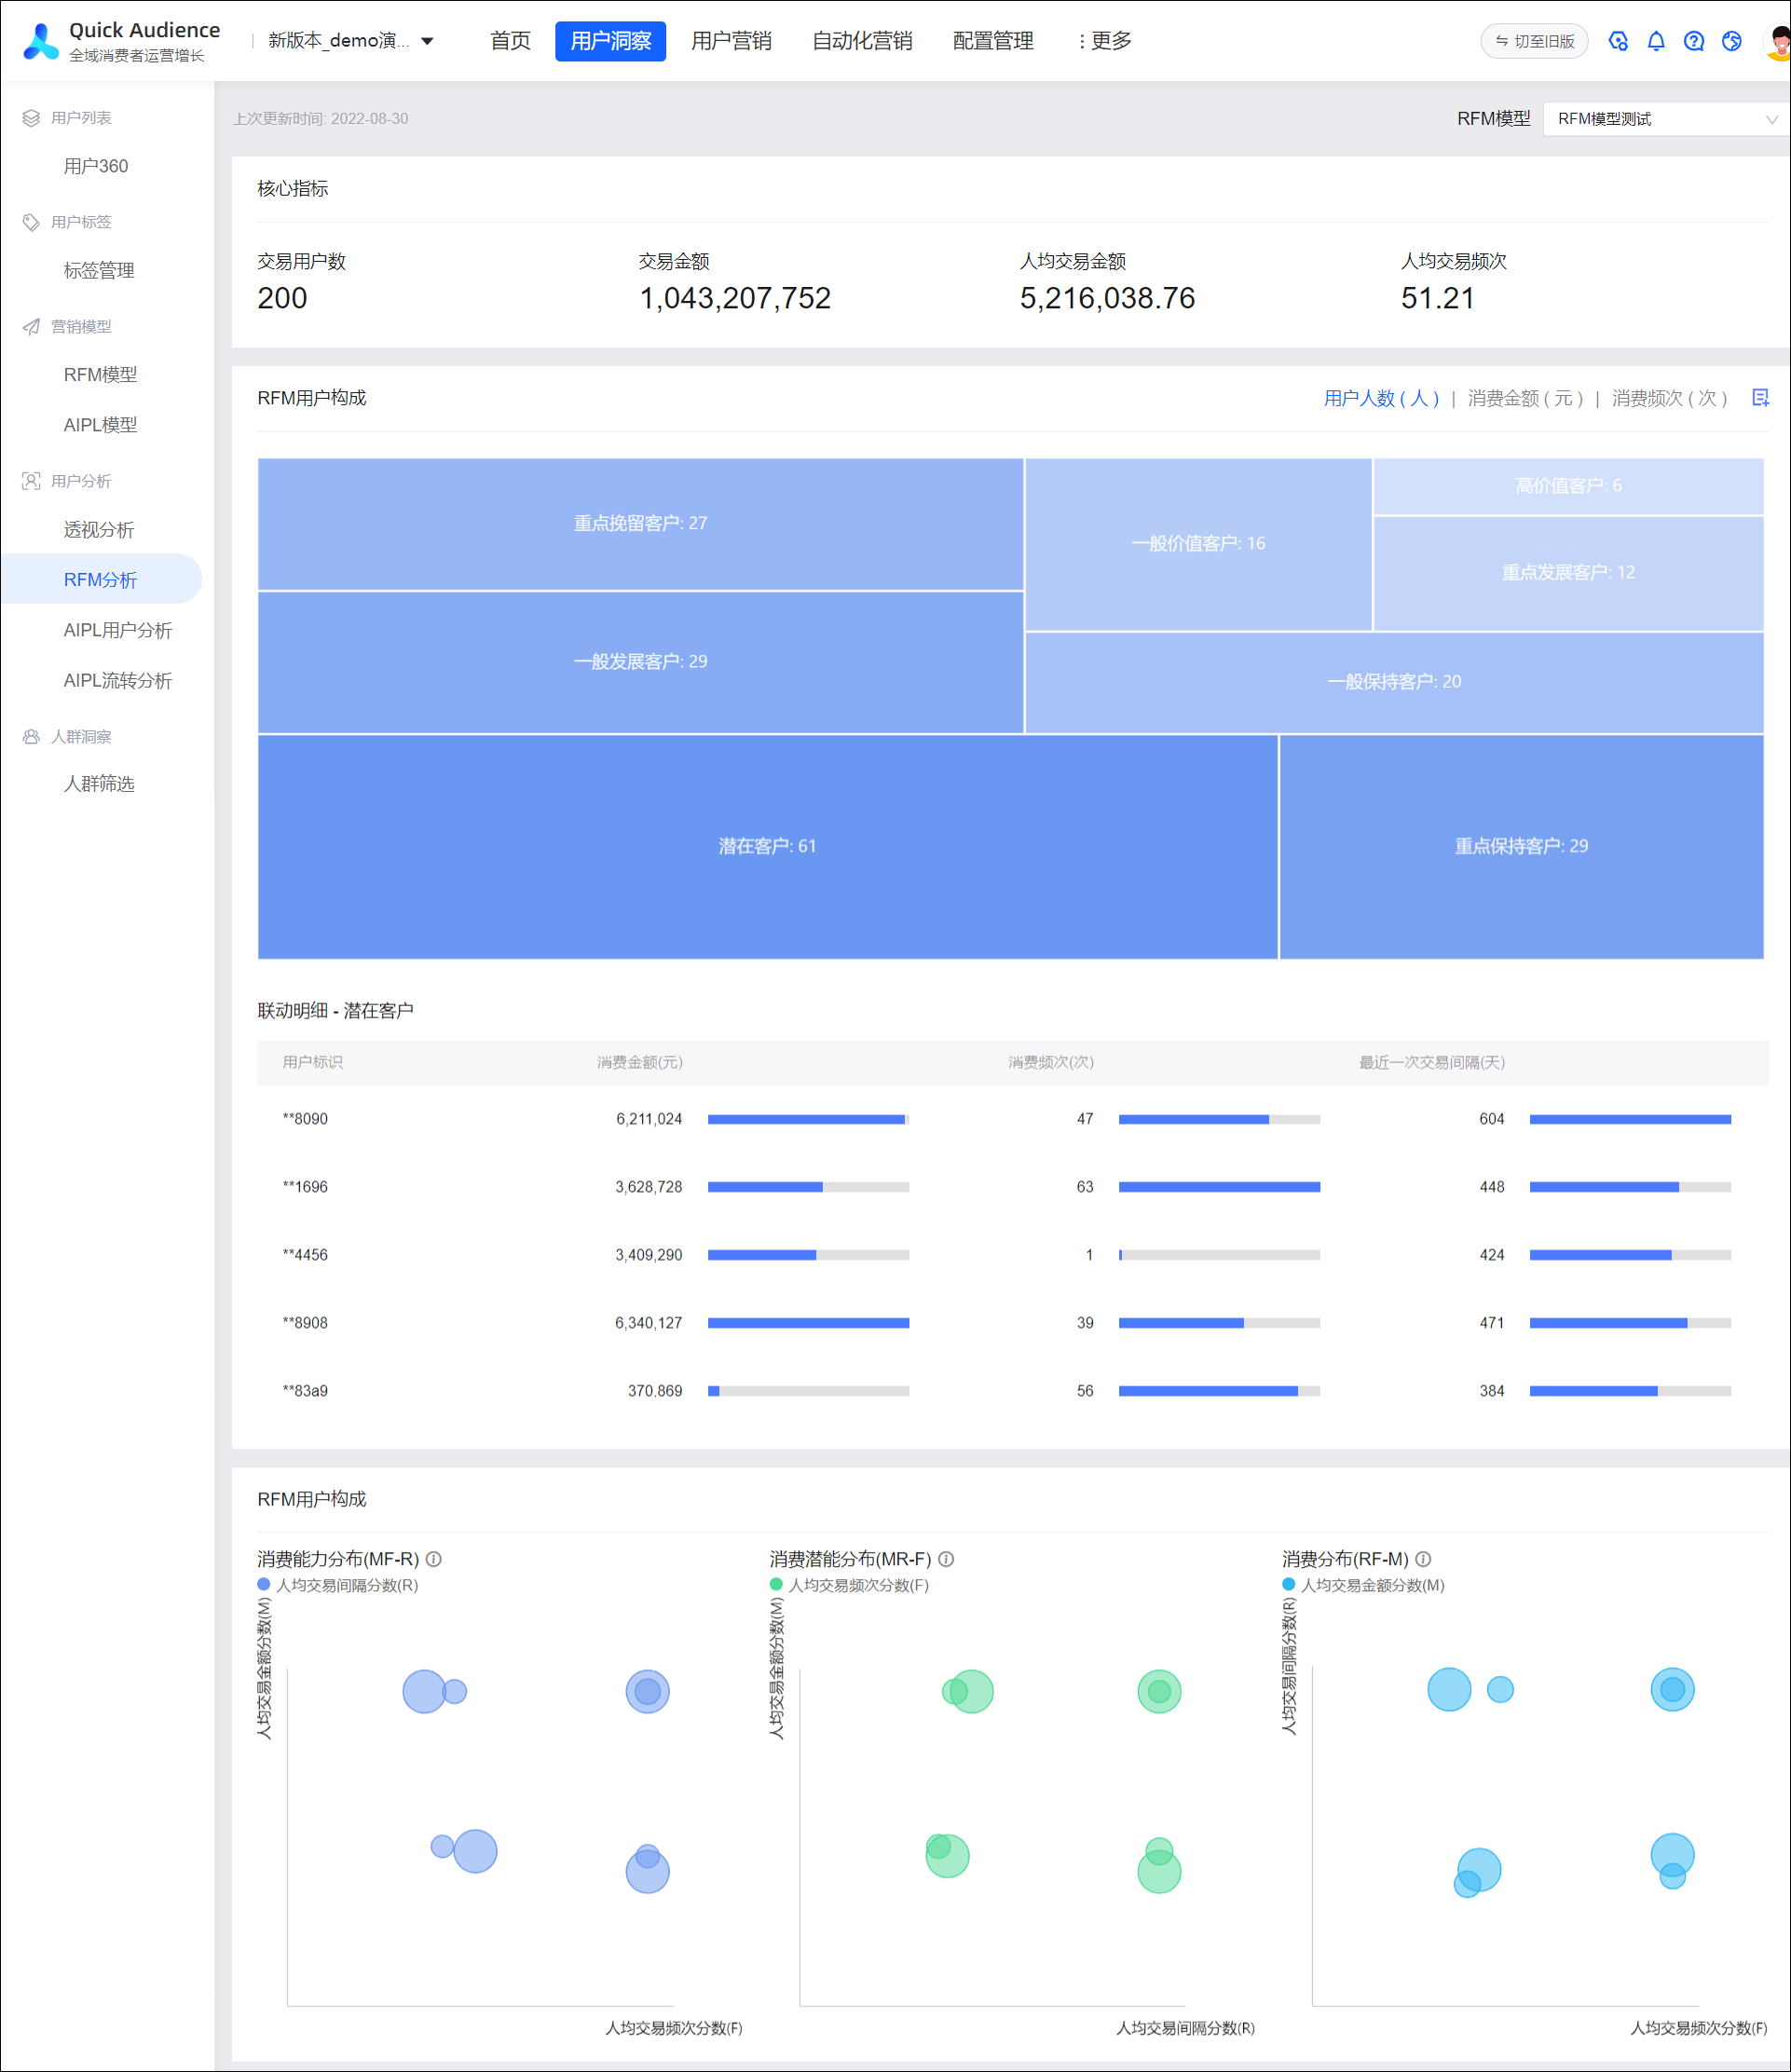 Quick Audience
全域消费者运营增长
新版本_demo演...
首页
用户洞察
用户营销
自动化营销
配置管理
更多
切至旧版
用户列表
用户360
用户标签
标签管理
营销模型
RFM模型
AIPL模型
用户分析
透视分析
RFM分析
AIPL用户分析
AIPL流转分析
人群洞察
人群筛选
上次更新时间: 2022-08-30
RFM模型
RFM模型测试
核心指标
交易用户数
200
交易金额
1,043,207,752
人均交易金额
5,216,038.76
人均交易频次
51.21
RFM用户构成
用户人数 ( 人 ) | 消费金额 ( 元 ) | 消费频次 ( 次 )
重点挽留客户: 27
一般价值客户: 16
高价值客户: 6
重点发展客户: 12
一般发展客户: 29
一般保持客户: 20
潜在客户: 61
重点保持客户: 29
联动明细 - 潜在客户
用户标识 消费金额(元) 消费频次(次) 最近一次交易间隔(天)
**8090 6,211,024 47 604
**1696 3,628,728 63 448
**4456 3,409,290 1 424
**8908 6,340,127 39 471
**83a9 370,869 56 384
RFM用户构成
消费能力分布(MF-R)
人均交易间隔分数(R)
人均交易金额分数(M)
人均交易频次分数(F)
消费潜能分布(MR-F)
人均交易频次分数(F)
人均交易金额分数(M)
人均交易间隔分数(R)
消费分布(RF-M)
人均交易金额分数(M)
人均交易间隔分数(R)
人均交易频次分数(F)